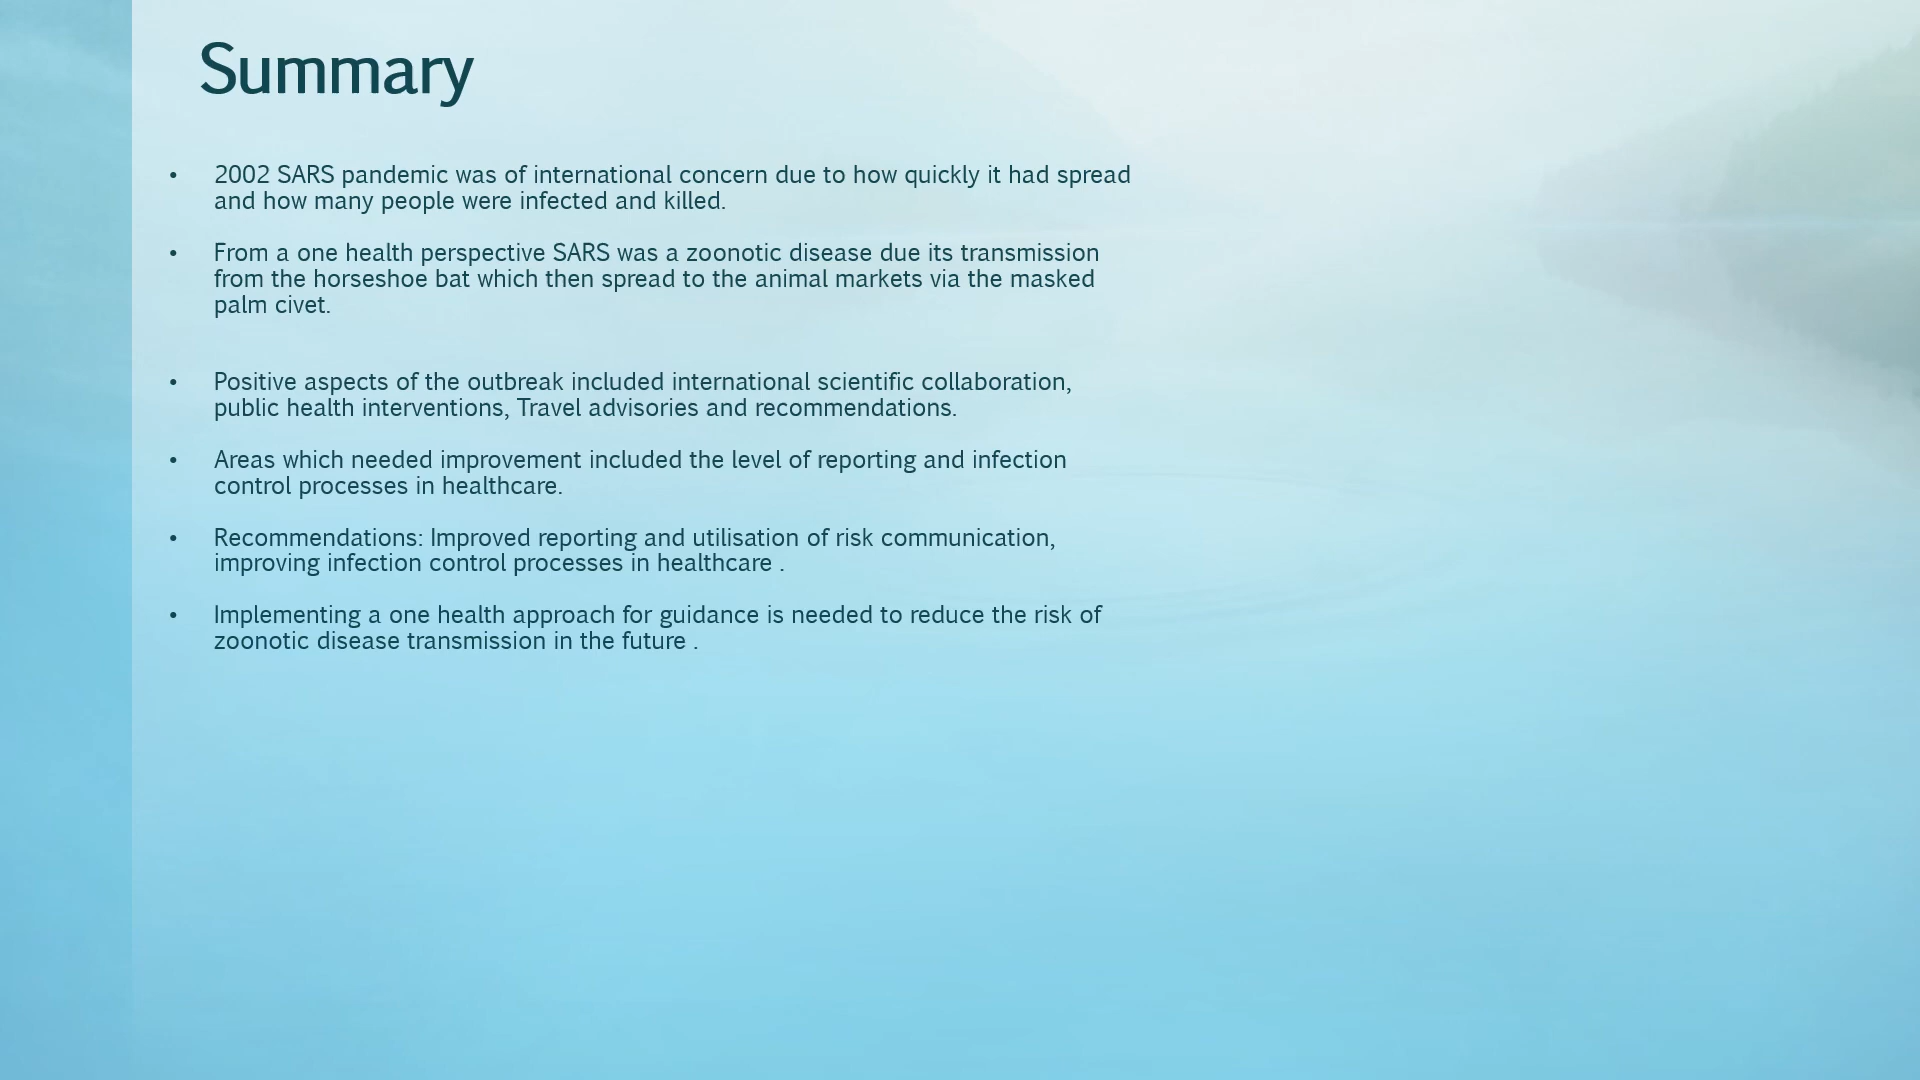 Summary
• 2002 SARS pandemic was of international concern due to how quickly it had spread
and how many people were infected and killed.
• From a one health perspective SARS was a zoonotic disease due its transmission
from the horseshoe bat which then spread to the animal markets via the masked
palm civet.
• Positive aspects of the outbreak included international scientific collaboration,
public health interventions, Travel advisories and recommendations.
• Areas which needed improvement included the level of reporting and infection
control processes in healthcare.
• Recommendations: Improved reporting and utilisation of risk communication,
improving infection control processes in healthcare .
• Implementing a one health approach for guidance is needed to reduce the risk of
zoonotic disease transmission in the future .